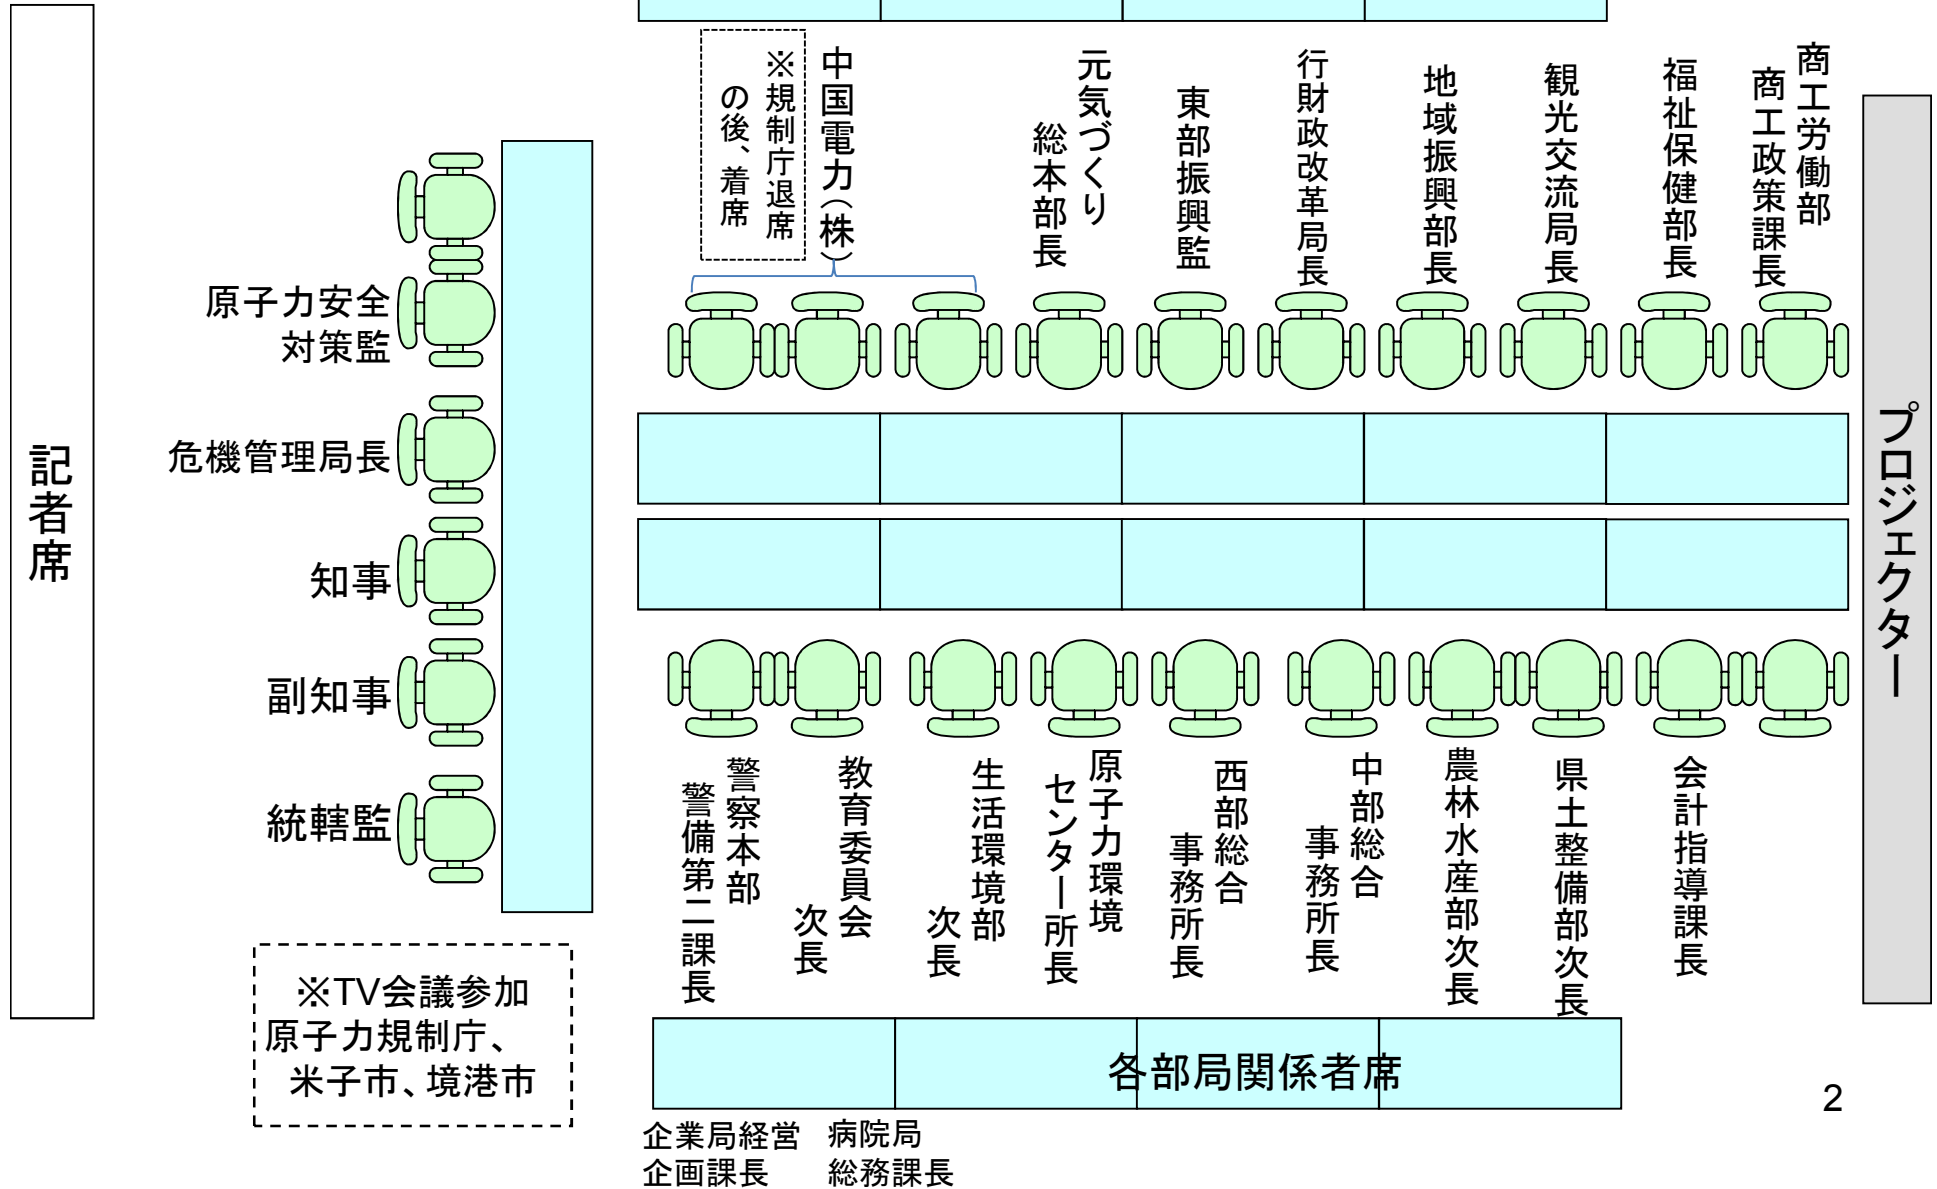 記者席
原子力安全
対策監
危機管理局長
知事
副知事
統轄監
※TV会議参加
原子力規制庁、
米子市、境港市
※規制庁退席
の後、着席
中国電力(株)
元気づくり
総本部長
東部振興監
行財政改革局長
地域振興部長
観光交流局長
福祉保健部長
商工労働部
商工政策課長
プロジェクター
警察本部
警備第二課長
教育委員会
次長
生活環境部
次長
原子力環境
センター所長
西部総合
事務所長
中部総合
事務所長
農林水産部次長
県土整備部次長
会計指導課長
各部局関係者席
企業局経営
企画課長
病院局
総務課長
2